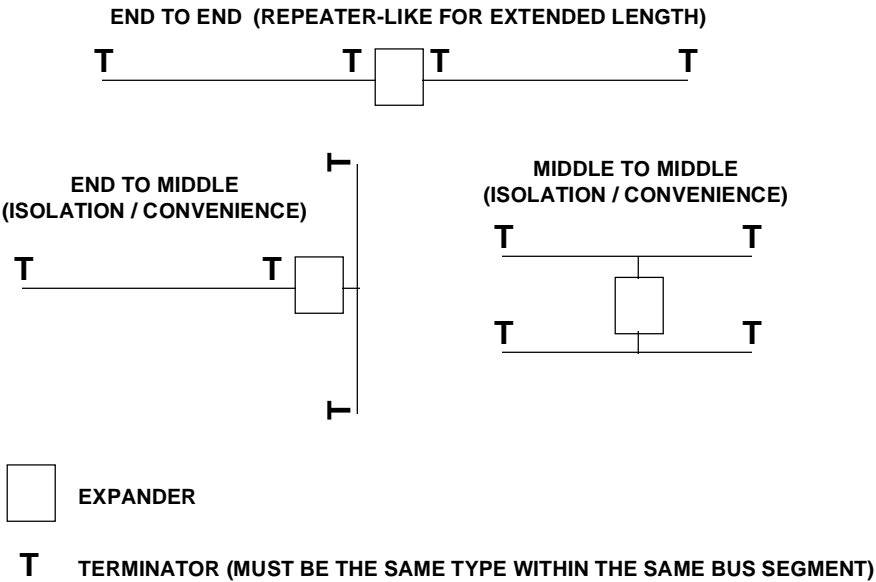 END TO END (REPEATER-LIKE FOR EXTENDED LENGTH)
T T T T
END TO MIDDLE
(ISOLATION / CONVENIENCE)
T T
T
T
MIDDLE TO MIDDLE
(ISOLATION / CONVENIENCE)
T T
T T
EXPANDER
T TERMINATOR (MUST BE THE SAME TYPE WITHIN THE SAME BUS SEGMENT)